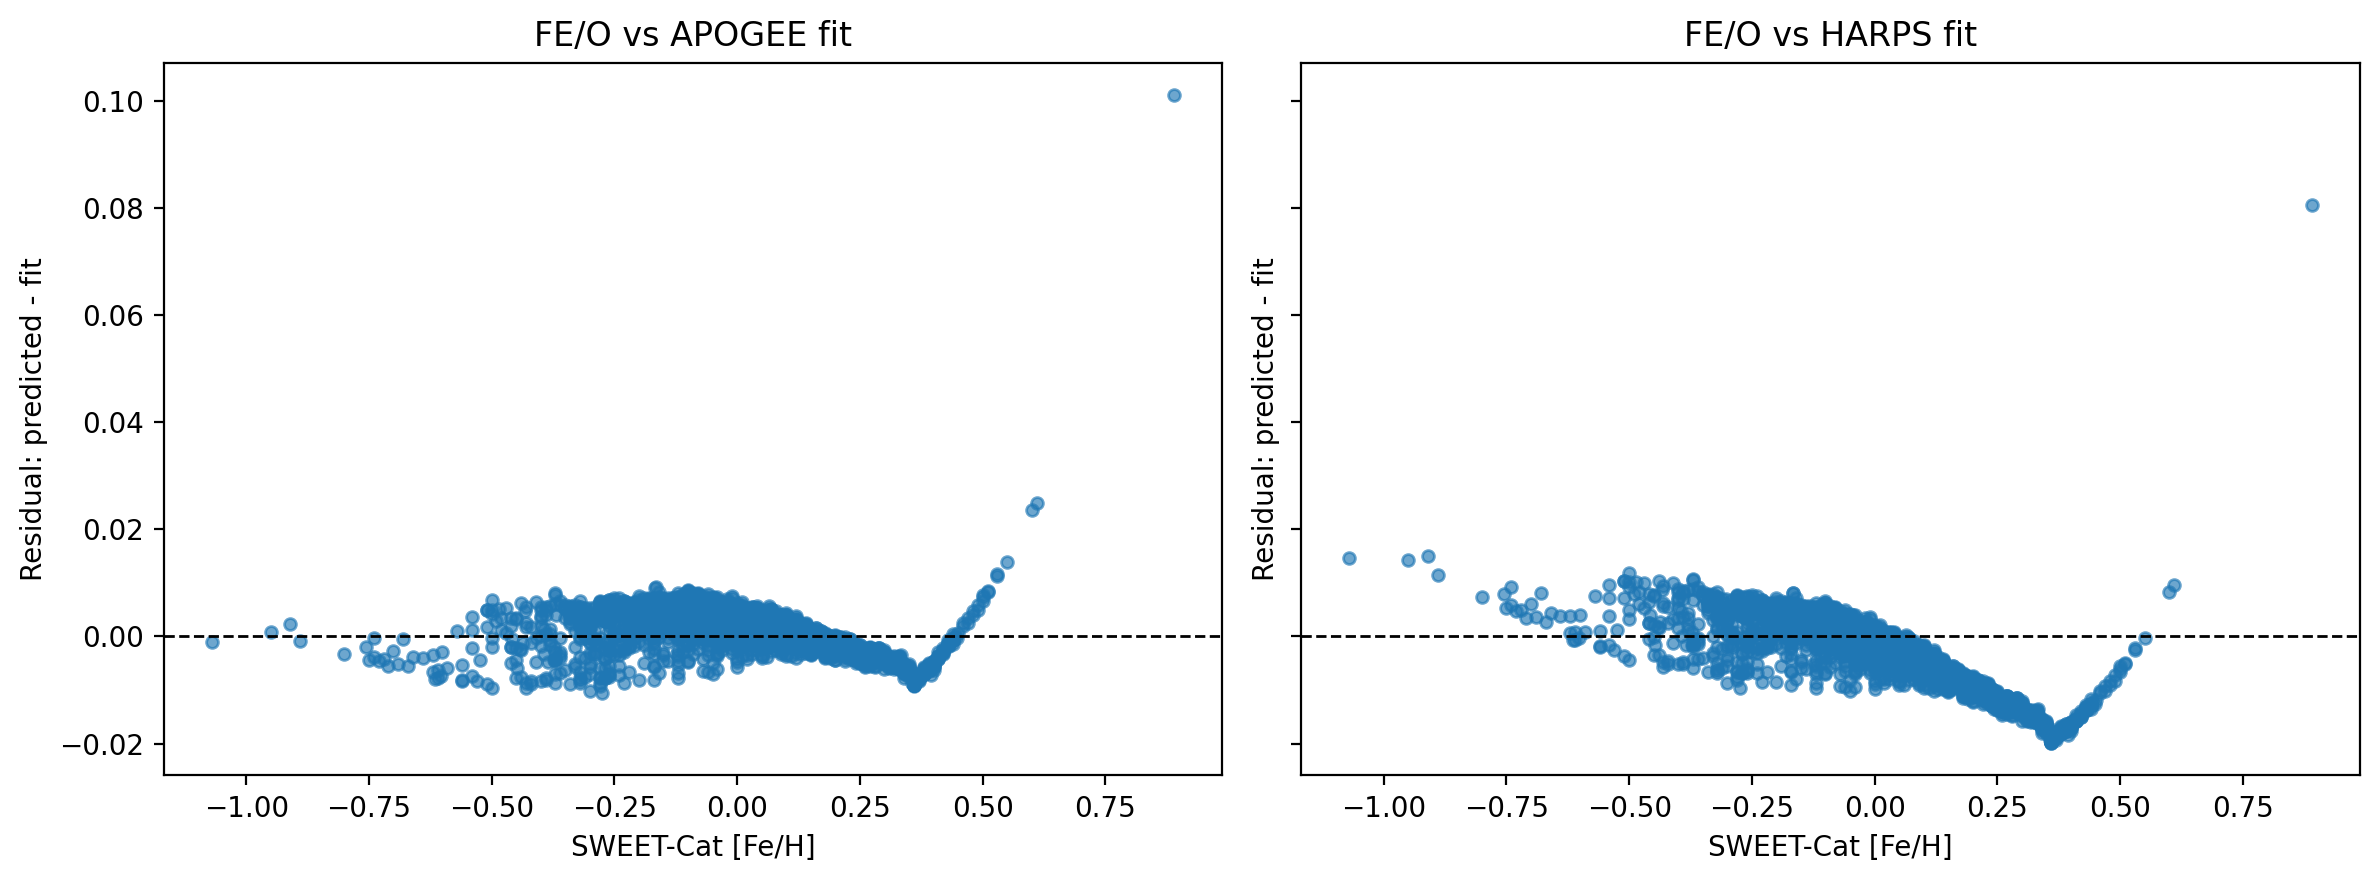 FE/O vs APOGEE fit
Residual: predicted - fit
0.10
0.08
0.06
0.04
0.02
0.00
−0.02
−1.00 −0.75 −0.50 −0.25 0.00 0.25 0.50 0.75
SWEET-Cat [Fe/H]
FE/O vs HARPS fit
Residual: predicted - fit
−1.00 −0.75 −0.50 −0.25 0.00 0.25 0.50 0.75
SWEET-Cat [Fe/H]